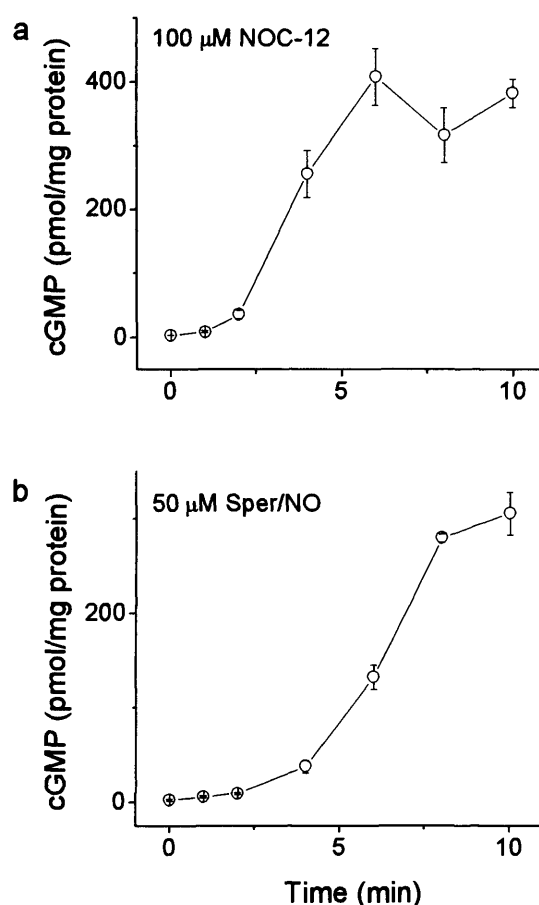 a
100 μM NOC-12
cGMP (pmol/mg protein)
400
200
0
0 5 10
b
50 μM Sper/NO
cGMP (pmol/mg protein)
200
0
0 5 10
Time (min)